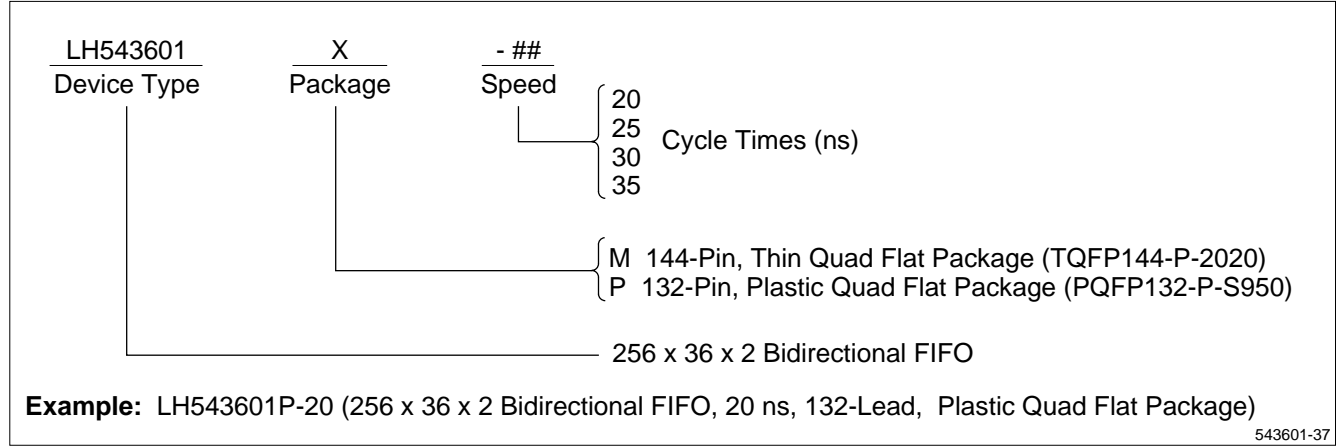 LH543601 X - ##
Device Type Package Speed
20
25
30
35
Cycle Times (ns)
M 144-Pin, Thin Quad Flat Package (TQFP144-P-2020)
P 132-Pin, Plastic Quad Flat Package (PQFP132-P-S950)
256 x 36 x 2 Bidirectional FIFO
Example: LH543601P-20 (256 x 36 x 2 Bidirectional FIFO, 20 ns, 132-Lead, Plastic Quad Flat Package)
543601-37